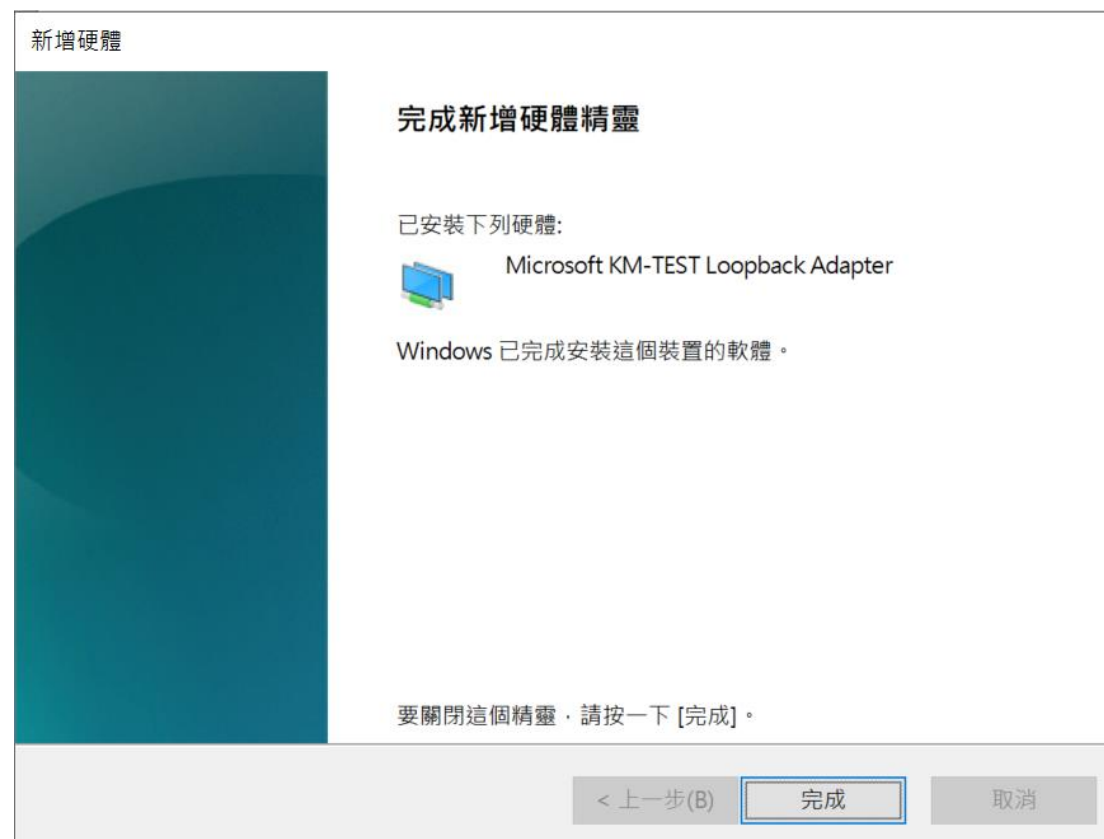 新增硬體
完成新增硬體精靈
已安裝下列硬體:
Microsoft KM-TEST Loopback Adapter
Windows 已完成安裝這個裝置的軟體。
要關閉這個精靈，請按一下 [完成]。
< 上一步(B)
完成
取消